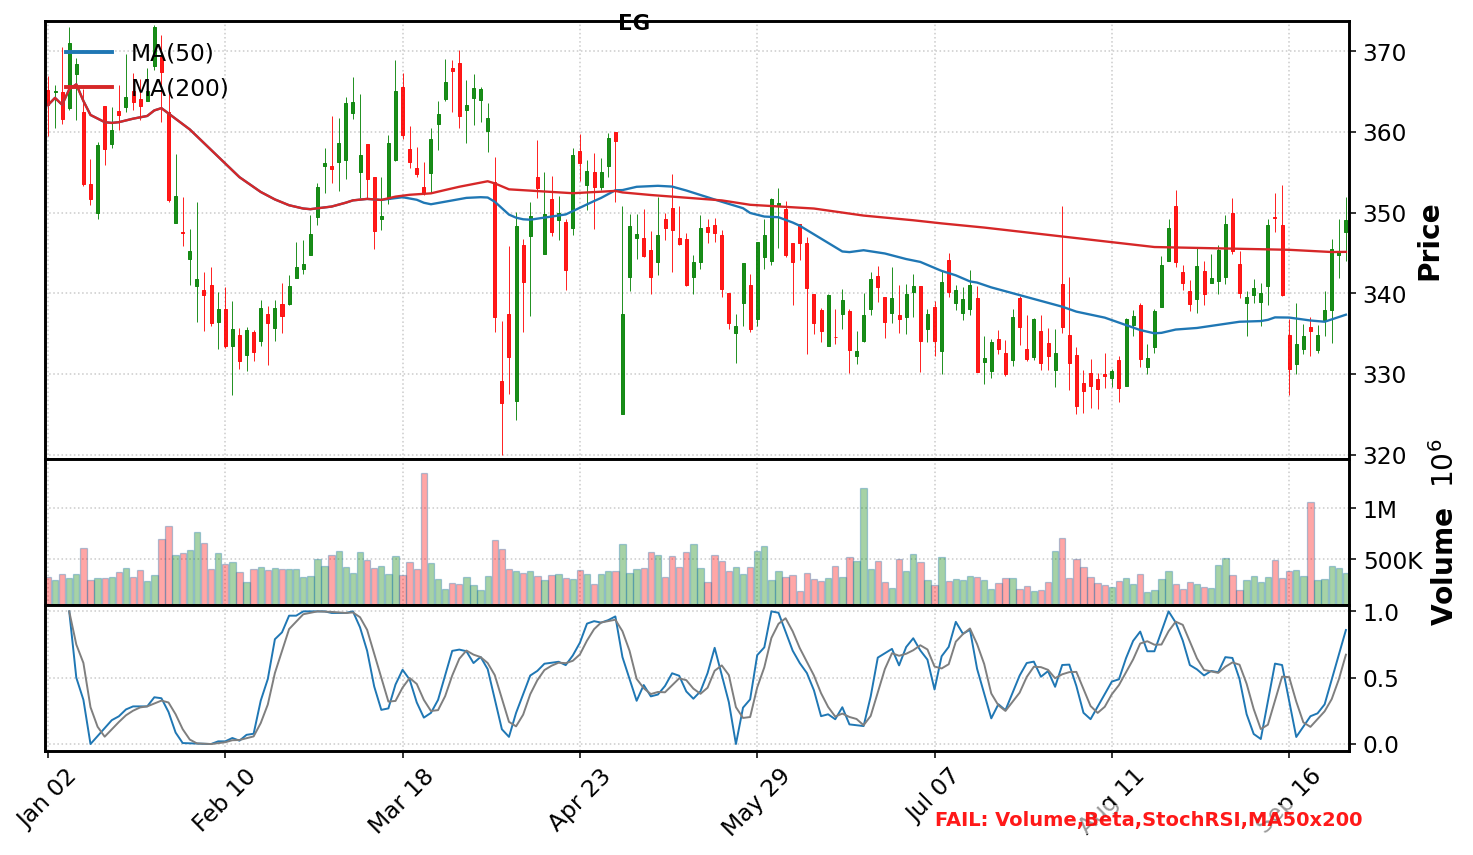 EG
MA(50)
MA(200)
370
360
350
340
330
320
Price
1M
500K
Volume 10^6
1.0
0.5
0.0
Jan 02
Feb 10
Mar 18
Apr 23
May 29
Jul 07
Aug 11
Sep 16
FAIL: Volume,Beta,StochRSI,MA50x200